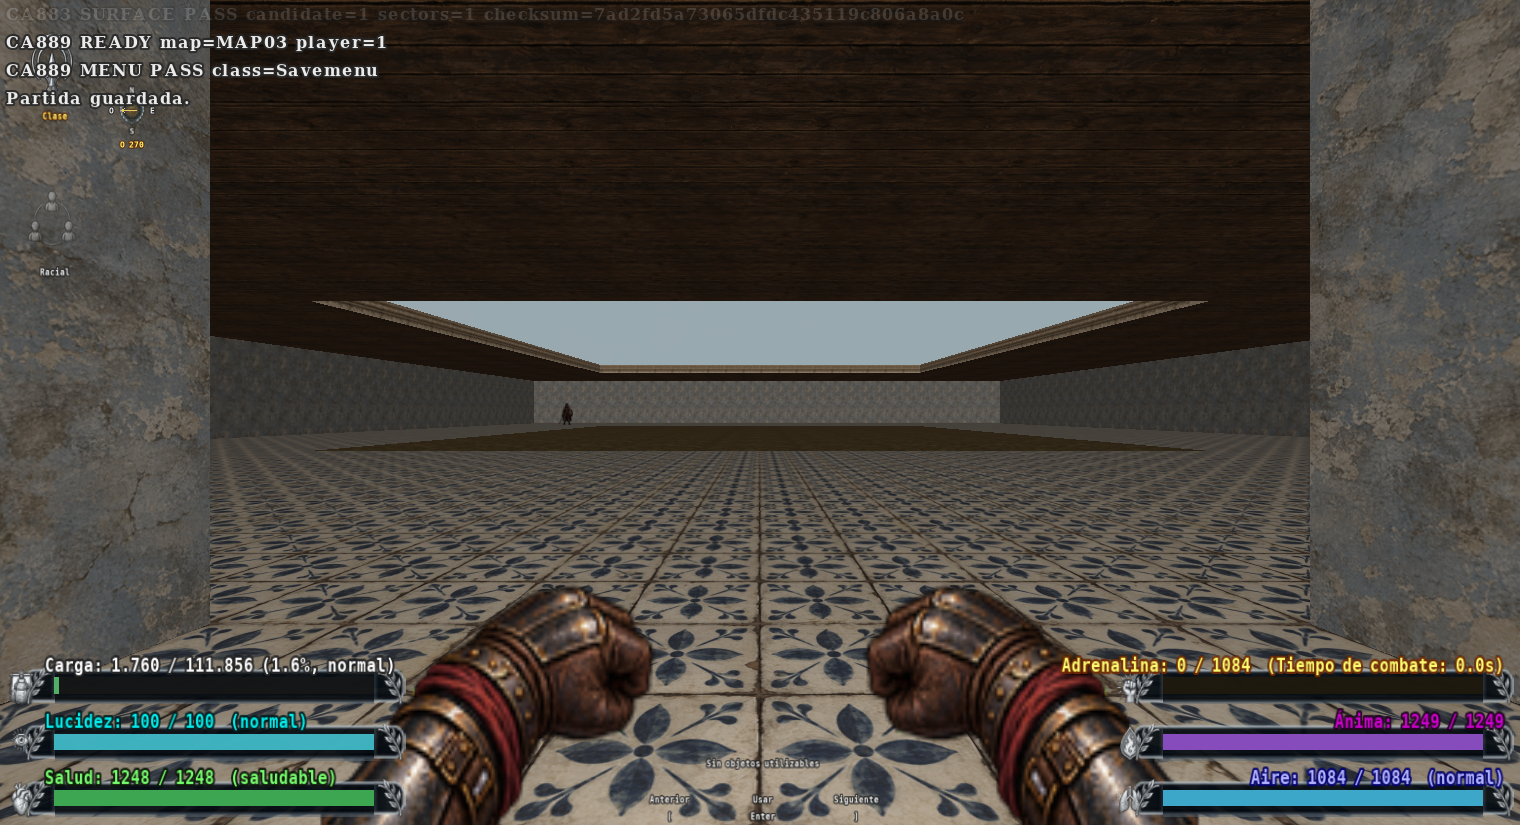 CA883 SURFACE PASS candidate=1 sectors=1 checksum=7ad2fd5a73065dfdc435119c806a8a0c
CA889 READY map=MAP03 player=1
CA889 MENU PASS class=Savemenu
Partida guardada.
Clase
N
O E
S
O 270
Racial
Carga: 1.760 / 111.856 (1.6%, normal)
Lucidez: 100 / 100 (normal)
Salud: 1248 / 1248 (saludable)
Adrenalina: 0 / 1084 (Tiempo de combate: 0.0s)
Ánima: 1249 / 1249
Aire: 1084 / 1084 (normal)
Sin objetos utilizables
Anterior Usar Siguiente
[ Enter ]